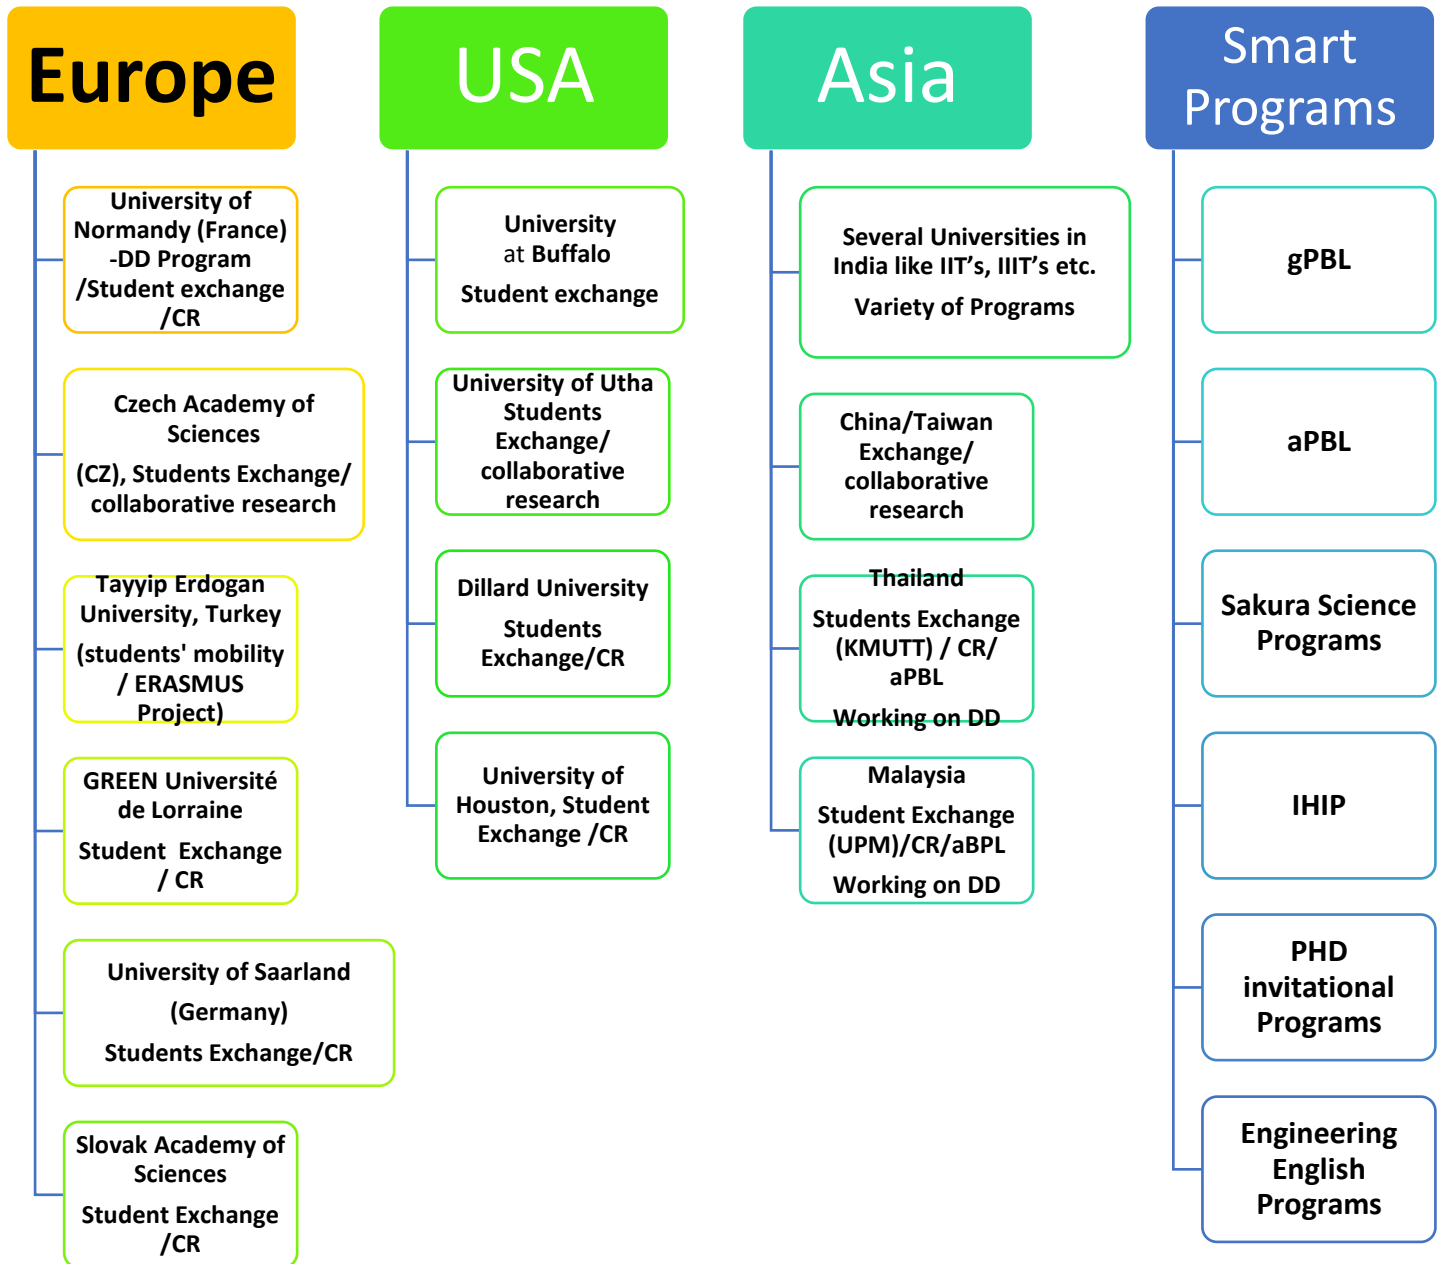 Europe
University of
Normandy (France)
-DD Program
/Student exchange
/CR
Czech Academy of
Sciences
(CZ), Students Exchange/
collaborative research
Tayyip Erdogan
University, Turkey
(students' mobility
/ ERASMUS
Project)
GREEN Université
de Lorraine
Student Exchange
/ CR
University of Saarland
(Germany)
Students Exchange/CR
Slovak Academy of
Sciences
Student Exchange
/CR
USA
University
at Buffalo
Student exchange
University of Utha
Students
Exchange/
collaborative
research
Dillard University
Students
Exchange/CR
University of
Houston, Student
Exchange /CR
Asia
Several Universities in
India like IIT’s, IIIT’s etc.
Variety of Programs
China/Taiwan
Exchange/
collaborative
research
Thailand
Students Exchange
(KMUTT) / CR/
aPBL
Working on DD
Malaysia
Student Exchange
(UPM)/CR/aBPL
Working on DD
Smart
Programs
gPBL
aPBL
Sakura Science
Programs
IHIP
PHD
invitational
Programs
Engineering
English
Programs